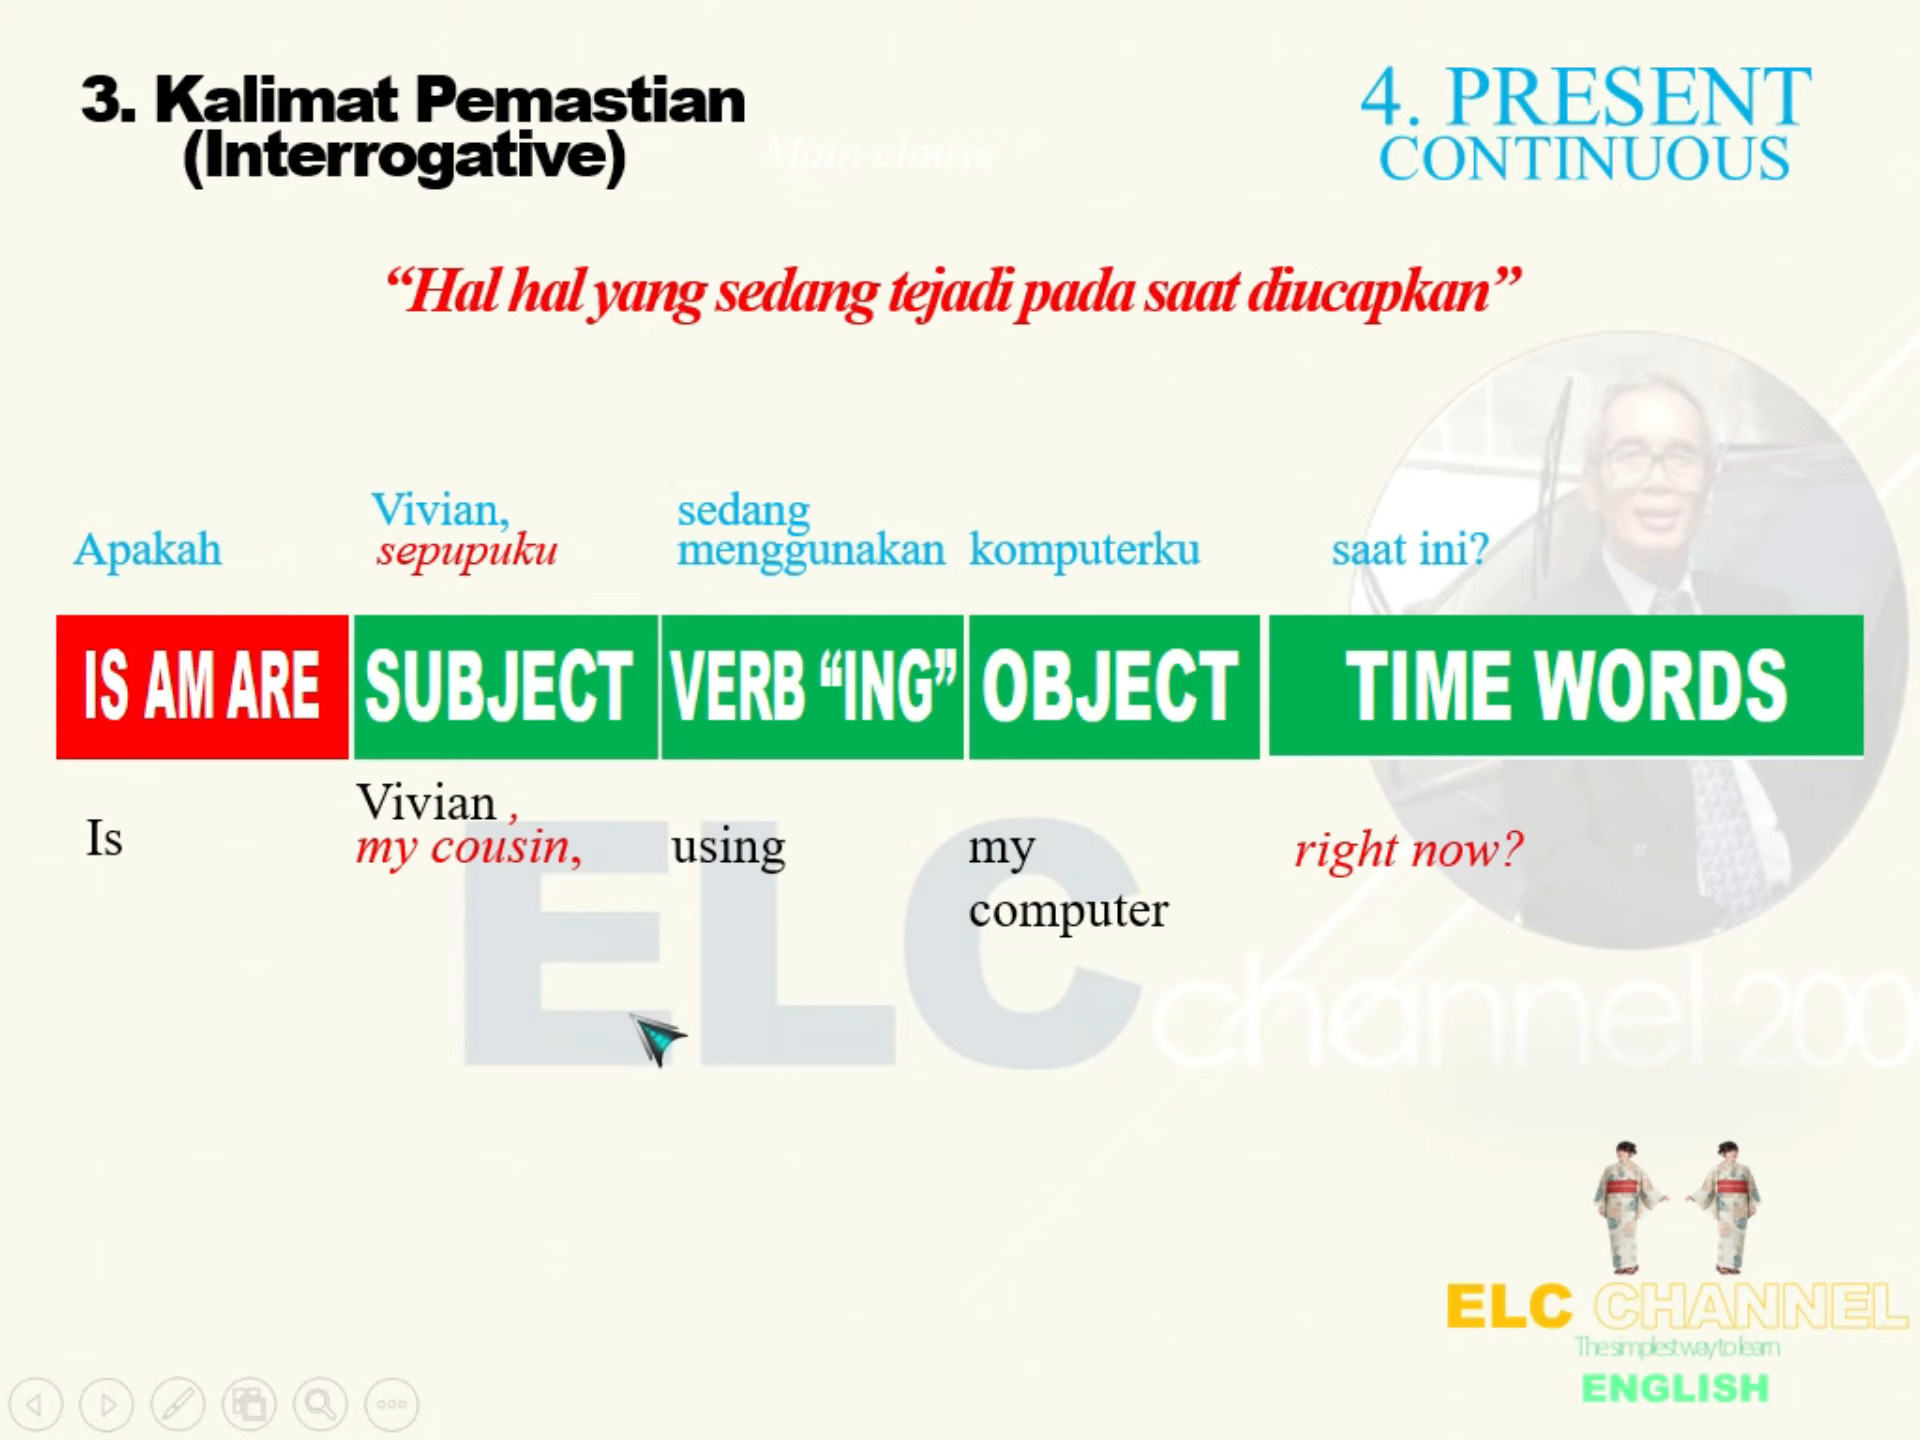 3. Kalimat Pemastian
(Interrogative)
4. PRESENT
CONTINUOUS
“Hal hal yang sedang tejadi pada saat diucapkan”
Apakah
Vivian,
sepupuku
sedang
menggunakan
komputerku
saat ini?
IS AM ARE
SUBJECT
VERB “ING”
OBJECT
TIME WORDS
Is
Vivian ,
my cousin,
using
my
computer
right now?
ELC channel 200
ELC CHANNEL
The simplest way to learn
ENGLISH